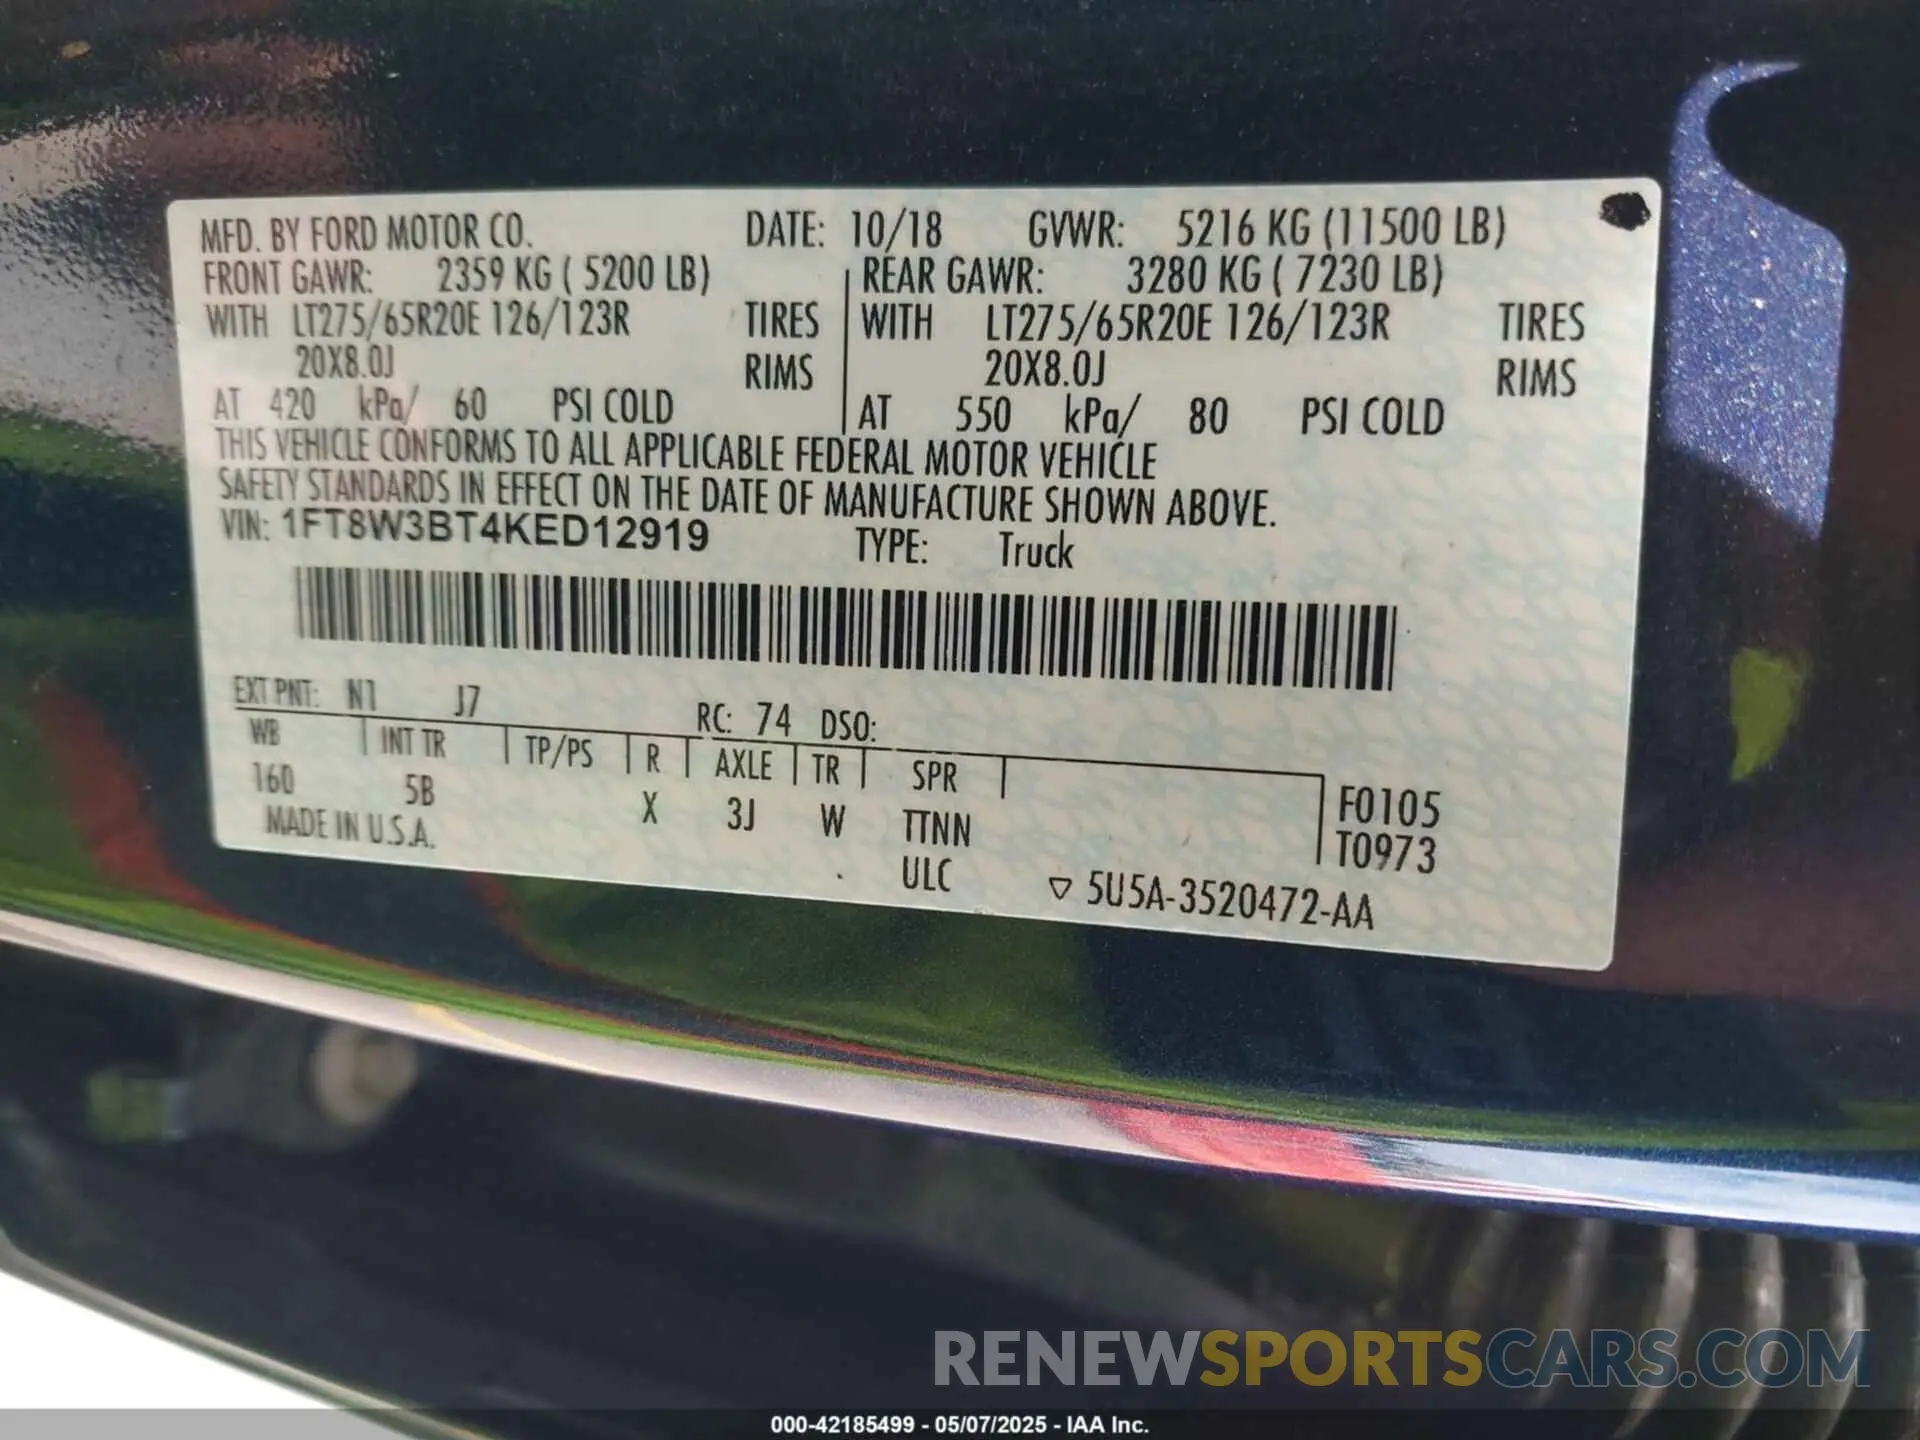 MFD. BY FORD MOTOR CO. DATE: 10/18 GVWR: 5216 KG (11500 LB)
FRONT GAWR: 2359 KG ( 5200 LB) REAR GAWR: 3280 KG ( 7230 LB)
WITH LT275/65R20E 126/123R TIRES WITH LT275/65R20E 126/123R TIRES
20X8.0J RIMS 20X8.0J RIMS
AT 420 kPa/ 60 PSI COLD AT 550 kPa/ 80 PSI COLD
THIS VEHICLE CONFORMS TO ALL APPLICABLE FEDERAL MOTOR VEHICLE
SAFETY STANDARDS IN EFFECT ON THE DATE OF MANUFACTURE SHOWN ABOVE.
VIN: 1FT8W3BT4KED12919 TYPE: Truck
EXT PNT: N1 J7 RC: 74 DSO:
WB INT TR TP/PS R AXLE TR SPR
160 5B X 3J W TTNN F0105
MADE IN U.S.A. ULC T0973
5U5A-3520472-AA
RENEWSPORTSCARS.COM
000-42185499 - 05/07/2025 - IAA Inc.